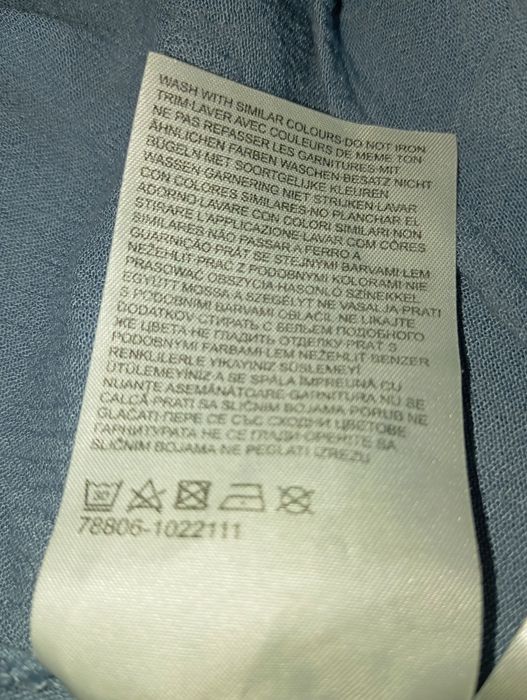 WASH WITH SIMILAR COLOURS·DO NOT IRON
TRIM·LAVER AVEC COULEURS DE MEME TON
NE PAS REPASSER LES GARNITURES·MIT
ÄHNLICHEN FARBEN WASCHEN·BESATZ NICHT
BÜGELN·MET SOORTGELIJKE KLEUREN
WASSEN·GARNERING NIET STRIJKEN·LAVAR
CON COLORES SIMILARES·NO PLANCHAR EL
ADORNO·LAVARE CON COLORI SIMILARI NON
STIRARE L'APPLICAZIONE·LAVAR COM CÔRES
SIMILARES·NÃO PASSAR A FERRO A
GUARNIÇÃO·PRÁT SE STEJNÝMI BARVAMI·LEM
NEŽEHLIT·PRAĆ Z PODOBNYMI KOLORAMI·NIE
PRASOWAĆ OBSZYCIA·HASONLÓ SZÍNEKKEL
EGYÜTT MOSSA·A SZEGÉLYT NE VASALJA·PRATI
S PODOBNIMI BARVAMI OBLAČIL NE LIKAJTE
DODATKOV·СТИРАТЬ С БЕЛЬЕМ ПОДОБНОГО
ЖЕ ЦВЕТА·НЕ ГЛАДИТЬ ОТДЕЛКУ·PRAŤ S
PODOBNÝMI FARBAMI·LEM NEŽEHLIŤ·BENZER
RENKLILERLE YIKAYINIZ SÜSLEMEYİ
ÜTÜLEMEYİNİZ·A SE SPĂLA ÎMPREUNĂ CU
NUANŢE ASEMĂNĂTOARE·GARNITURA NU SE
CALCĂ·PRATI SA SLIČNIM BOJAMA·PORUB NE
GLAČATI·ПЕРЕ СЕ СЪС СХОДНИ ЦВЕТОВЕ
ГАРНИТУРАТА НЕ СЕ ГЛАДИ·OPERITE SA
SLIČNIM BOJAMA NE PEGLATI IZREZU
30
78806-1022111